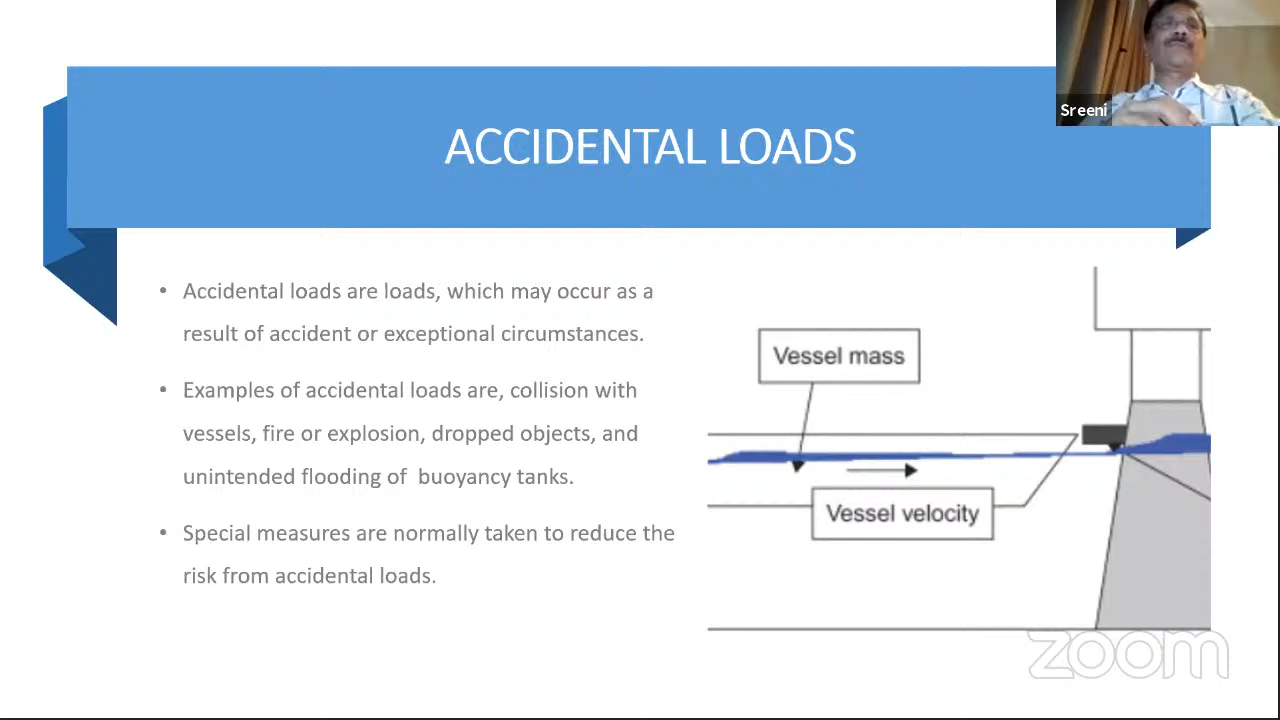 Sreeni
ACCIDENTAL LOADS
• Accidental loads are loads, which may occur as a
result of accident or exceptional circumstances.
• Examples of accidental loads are, collision with
vessels, fire or explosion, dropped objects, and
unintended flooding of buoyancy tanks.
• Special measures are normally taken to reduce the
risk from accidental loads.
Vessel mass
Vessel velocity
zoom